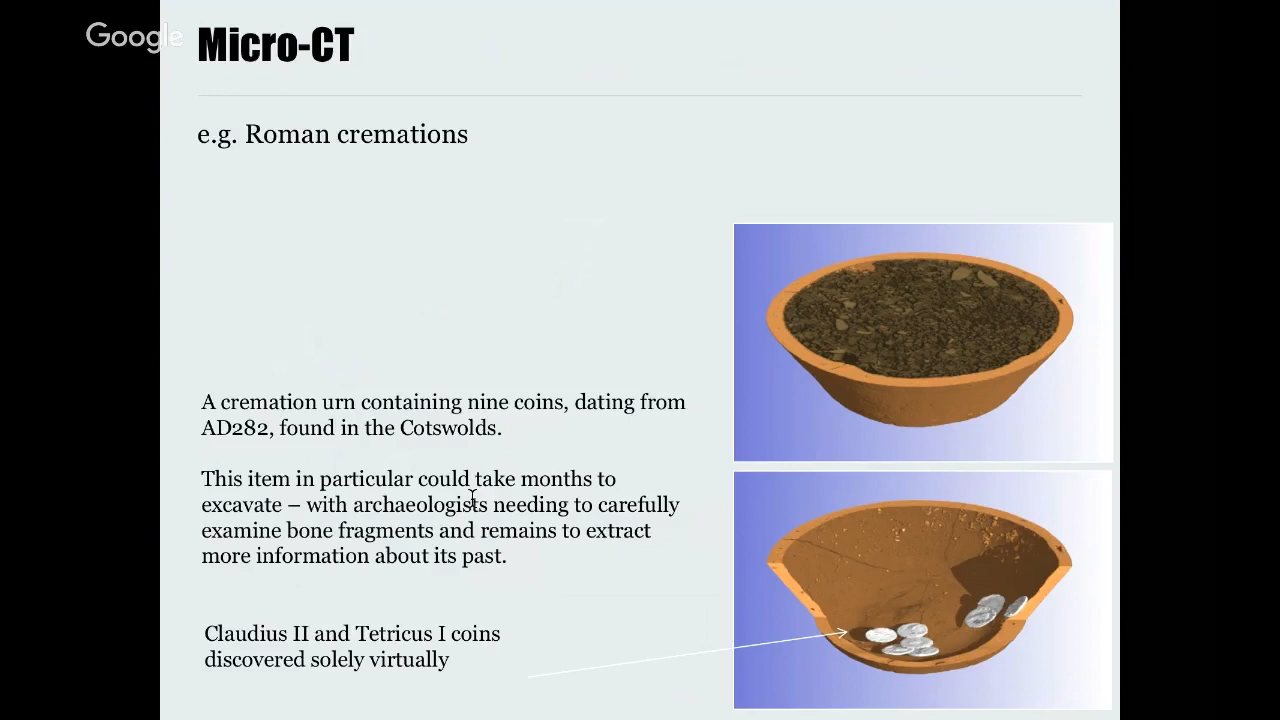 Google
Micro-CT
e.g. Roman cremations
A cremation urn containing nine coins, dating from
AD282, found in the Cotswolds.
This item in particular could take months to
excavate – with archaeologists needing to carefully
examine bone fragments and remains to extract
more information about its past.
Claudius II and Tetricus I coins
discovered solely virtually